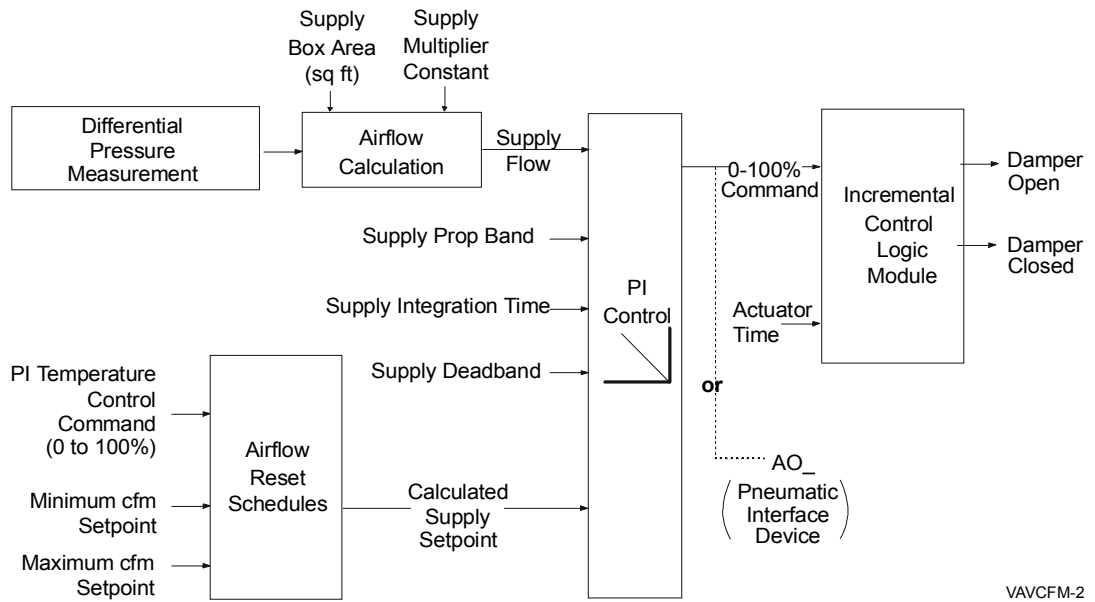 Supply
Box Area
(sq ft)
Supply
Multiplier
Constant
Differential
Pressure
Measurement
Airflow
Calculation
Supply
Flow
Supply Prop Band
Supply Integration Time
Supply Deadband
PI
Control
0-100%
Command
Incremental
Control
Logic
Module
Damper
Open
Damper
Closed
Actuator
Time
or
AO_
(Pneumatic
Interface
Device)
PI Temperature
Control
Command
(0 to 100%)
Minimum cfm
Setpoint
Maximum cfm
Setpoint
Airflow
Reset
Schedules
Calculated
Supply
Setpoint
VAVCFM-2